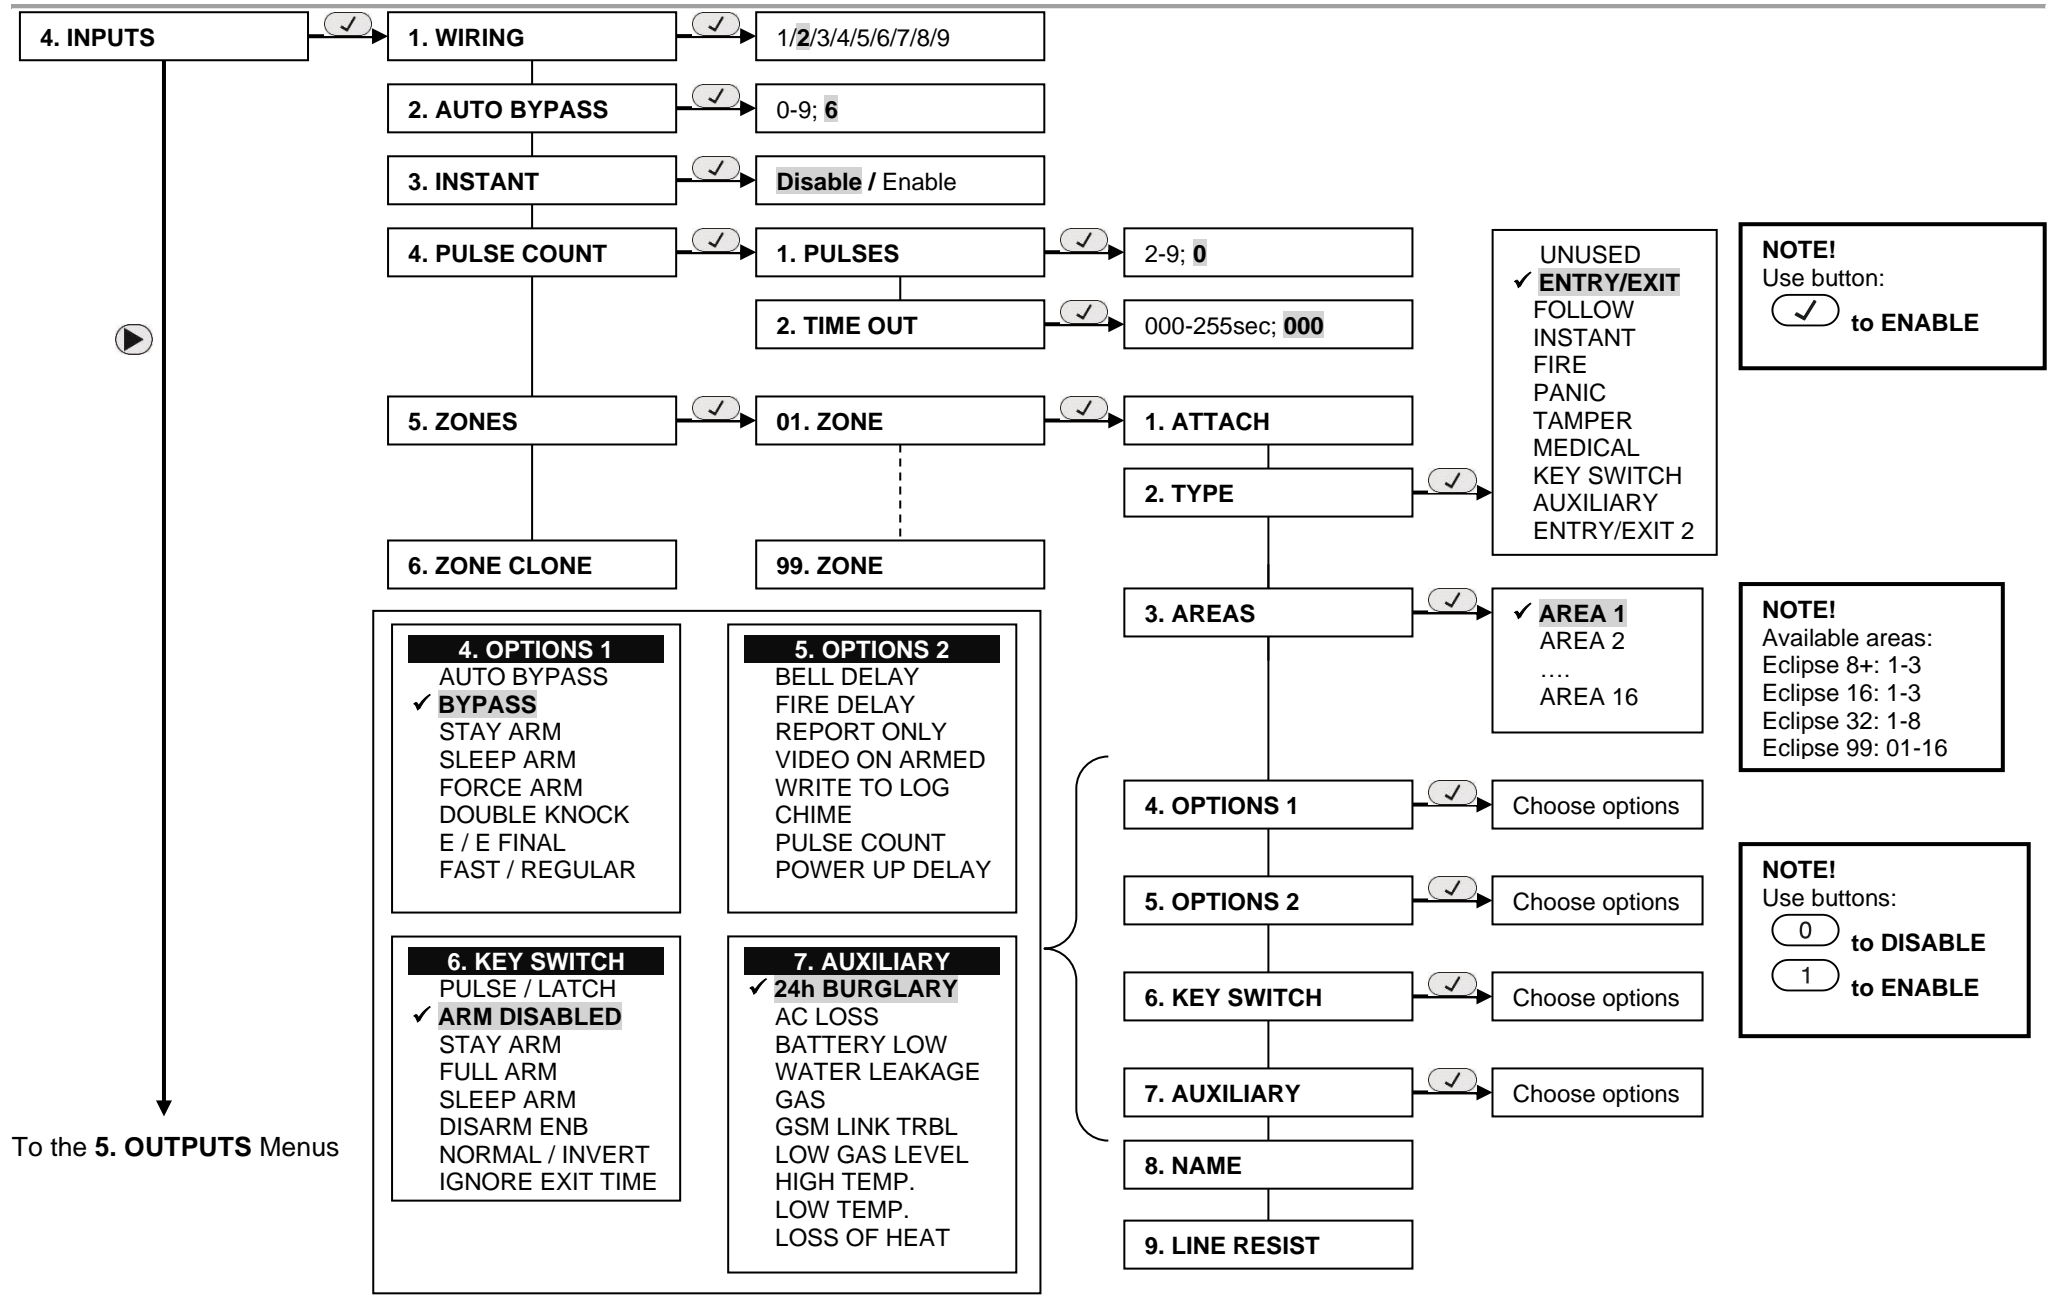 4. INPUTS
1. WIRING
1/2/3/4/5/6/7/8/9
2. AUTO BYPASS
0-9; 6
3. INSTANT
Disable / Enable
4. PULSE COUNT
1. PULSES
2-9; 0
2. TIME OUT
000-255sec; 000
5. ZONES
01. ZONE
1. ATTACH
2. TYPE
6. ZONE CLONE
99. ZONE
UNUSED
✓ ENTRY/EXIT
FOLLOW
INSTANT
FIRE
PANIC
TAMPER
MEDICAL
KEY SWITCH
AUXILIARY
ENTRY/EXIT 2
NOTE!
Use button:
to ENABLE
3. AREAS
✓ AREA 1
AREA 2
....
AREA 16
NOTE!
Available areas:
Eclipse 8+: 1-3
Eclipse 16: 1-3
Eclipse 32: 1-8
Eclipse 99: 01-16
4. OPTIONS 1
AUTO BYPASS
✓ BYPASS
STAY ARM
SLEEP ARM
FORCE ARM
DOUBLE KNOCK
E / E FINAL
FAST / REGULAR
5. OPTIONS 2
BELL DELAY
FIRE DELAY
REPORT ONLY
VIDEO ON ARMED
WRITE TO LOG
CHIME
PULSE COUNT
POWER UP DELAY
6. KEY SWITCH
PULSE / LATCH
✓ ARM DISABLED
STAY ARM
FULL ARM
SLEEP ARM
DISARM ENB
NORMAL / INVERT
IGNORE EXIT TIME
7. AUXILIARY
✓ 24h BURGLARY
AC LOSS
BATTERY LOW
WATER LEAKAGE
GAS
GSM LINK TRBL
LOW GAS LEVEL
HIGH TEMP.
LOW TEMP.
LOSS OF HEAT
4. OPTIONS 1
Choose options
5. OPTIONS 2
Choose options
6. KEY SWITCH
Choose options
7. AUXILIARY
Choose options
8. NAME
9. LINE RESIST
NOTE!
Use buttons:
0 to DISABLE
1 to ENABLE
To the 5. OUTPUTS Menus